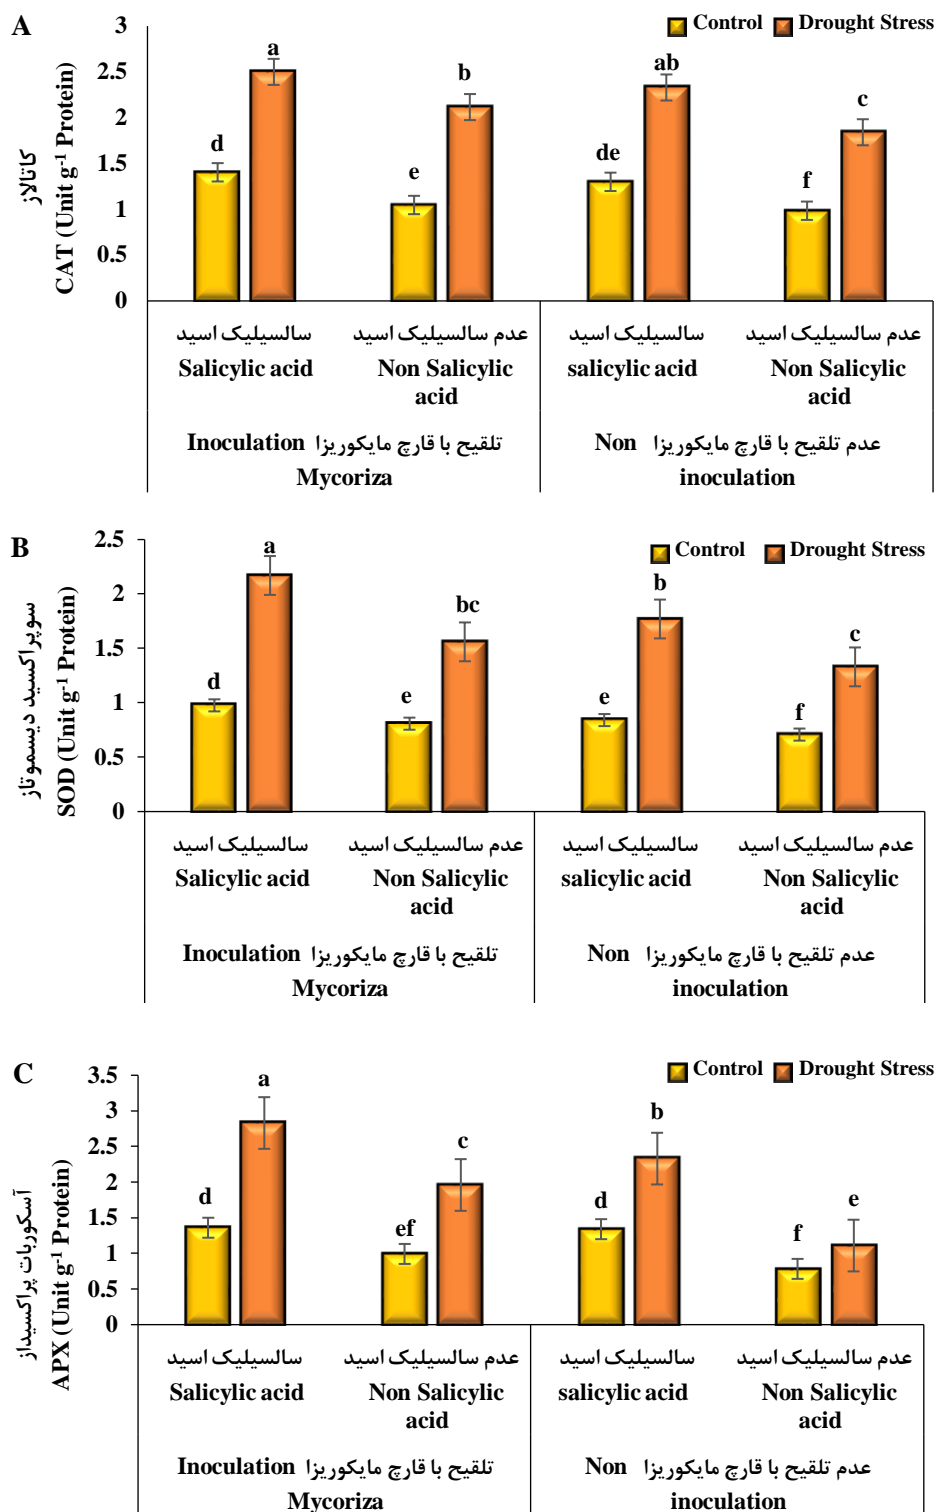 A
Control Drought Stress
کاتالاز
CAT (Unit g-1 Protein)
3
2.5
2
1.5
1
0.5
0
d a e b de ab f c
سالسیلیک اسید عدم سالسیلیک اسید سالسیلیک اسید عدم سالسیلیک اسید
Salicylic acid Non Salicylic salicylic acid Non Salicylic
acid acid
Inoculation تلقیح با قارچ مایکوریزا Non عدم تلقیح با قارچ مایکوریزا
Mycoriza inoculation
B
Control Drought Stress
سوپراکسید دیسموتاز
SOD (Unit g-1 Protein)
2.5
2
1.5
1
0.5
0
d a e bc e b f c
سالسیلیک اسید عدم سالسیلیک اسید سالسیلیک اسید عدم سالسیلیک اسید
Salicylic acid Non Salicylic salicylic acid Non Salicylic
acid acid
Inoculation تلقیح با قارچ مایکوریزا Non عدم تلقیح با قارچ مایکوریزا
Mycoriza inoculation
C
Control Drought Stress
آسکوربات پراکسیداز
APX (Unit g-1 Protein)
3.5
3
2.5
2
1.5
1
0.5
0
d a ef c d b f e
سالسیلیک اسید عدم سالسیلیک اسید سالسیلیک اسید عدم سالسیلیک اسید
Salicylic acid Non Salicylic salicylic acid Non Salicylic
acid acid
Inoculation تلقیح با قارچ مایکوریزا Non عدم تلقیح با قارچ مایکوریزا
Mycoriza inoculation